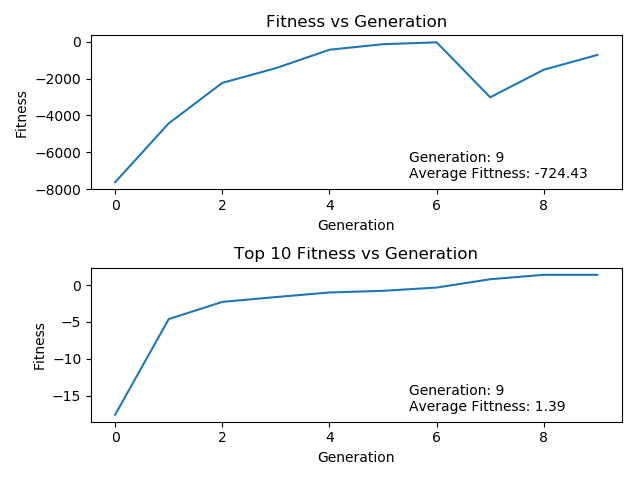 Fitness vs Generation
0
−2000
−4000
−6000
−8000
Fitness
Generation: 9
Average Fittness: -724.43
0 2 4 6 8
Generation
Top 10 Fitness vs Generation
0
−5
−10
−15
Fitness
Generation: 9
Average Fittness: 1.39
0 2 4 6 8
Generation